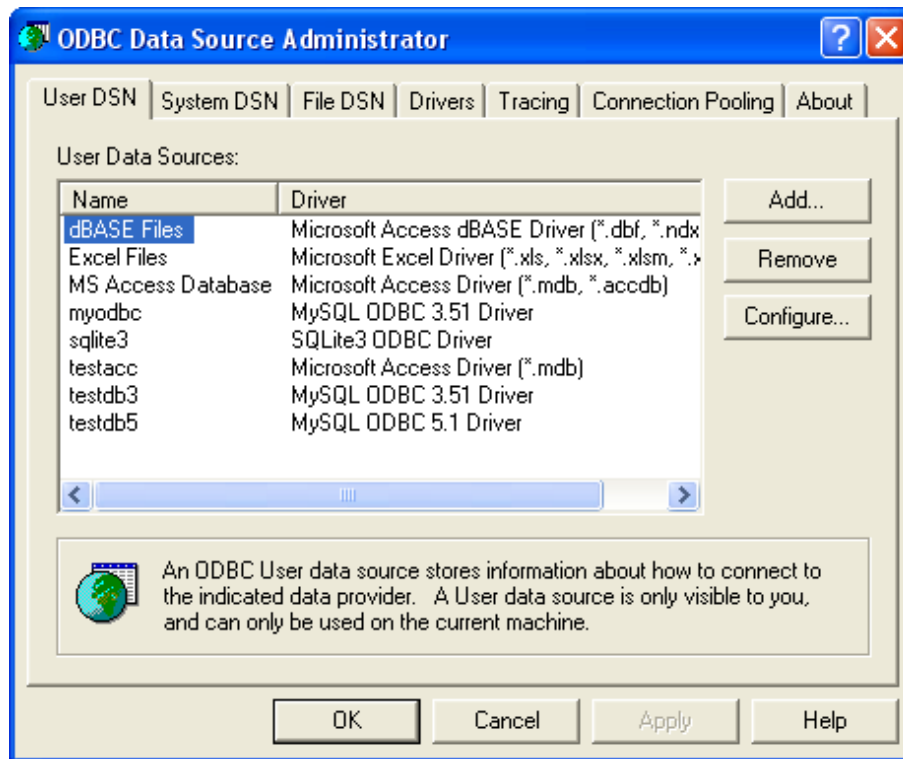 ODBC Data Source Administrator
User DSN System DSN File DSN Drivers Tracing Connection Pooling About
User Data Sources:
Name Driver
dBASE Files Microsoft Access dBASE Driver (*.dbf, *.ndx
Excel Files Microsoft Excel Driver (*.xls, *.xlsx, *.xlsm, *.x
MS Access Database Microsoft Access Driver (*.mdb, *.accdb)
myodbc MySQL ODBC 3.51 Driver
sqlite3 SQLite3 ODBC Driver
testacc Microsoft Access Driver (*.mdb)
testdb3 MySQL ODBC 3.51 Driver
testdb5 MySQL ODBC 5.1 Driver
Add...
Remove
Configure...
An ODBC User data source stores information about how to connect to
the indicated data provider. A User data source is only visible to you,
and can only be used on the current machine.
OK Cancel Apply Help